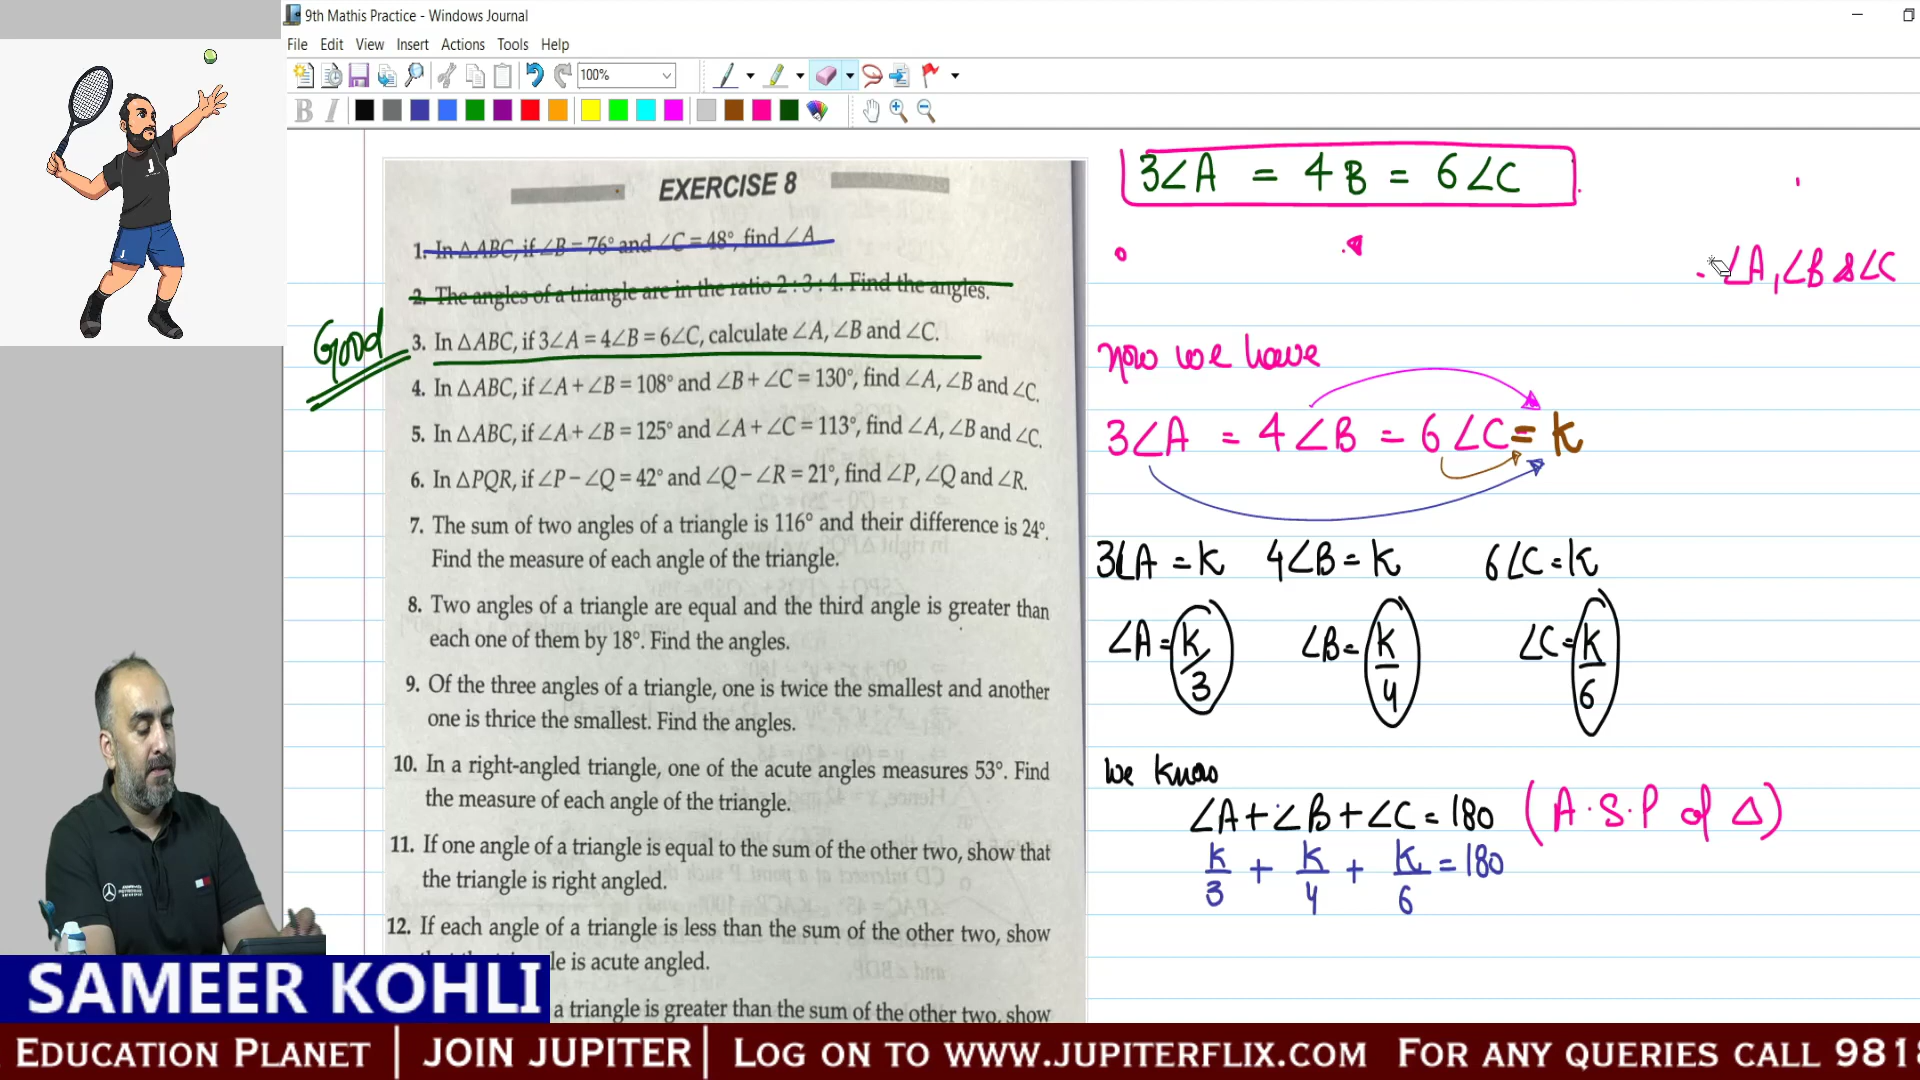 9th Mathis Practice - Windows Journal
File Edit View Insert Actions Tools Help
100%
B I
EXERCISE 8
1. In △ABC, if ∠B = 76° and ∠C = 48°, find ∠A.
2. The angles of a triangle are in the ratio 2 : 3 : 4. Find the angles.
Good
3. In △ABC, if 3∠A = 4∠B = 6∠C, calculate ∠A, ∠B and ∠C.
4. In △ABC, if ∠A + ∠B = 108° and ∠B + ∠C = 130°, find ∠A, ∠B and ∠C.
5. In △ABC, if ∠A + ∠B = 125° and ∠A + ∠C = 113°, find ∠A, ∠B and ∠C.
6. In △PQR, if ∠P − ∠Q = 42° and ∠Q − ∠R = 21°, find ∠P, ∠Q and ∠R.
7. The sum of two angles of a triangle is 116° and their difference is 24°.
Find the measure of each angle of the triangle.
8. Two angles of a triangle are equal and the third angle is greater than
each one of them by 18°. Find the angles.
9. Of the three angles of a triangle, one is twice the smallest and another
one is thrice the smallest. Find the angles.
10. In a right-angled triangle, one of the acute angles measures 53°. Find
the measure of each angle of the triangle.
11. If one angle of a triangle is equal to the sum of the other two, show that
the triangle is right angled.
12. If each angle of a triangle is less than the sum of the other two, show
le is acute angled.
a triangle is greater than the sum of the other two, show
3∠A = 4B = 6∠C
∠A, ∠B & ∠C
now we have
3∠A = 4∠B = 6∠C = k
3∠A = k 4∠B = k 6∠C = k
∠A = k/3 ∠B = k/4 ∠C = k/6
We know
∠A + ∠B + ∠C = 180 (A.S.P of △)
k/3 + k/4 + k/6 = 180
SAMEER KOHLI
EDUCATION PLANET | JOIN JUPITER | LOG ON TO WWW.JUPITERFLIX.COM FOR ANY QUERIES CALL 981